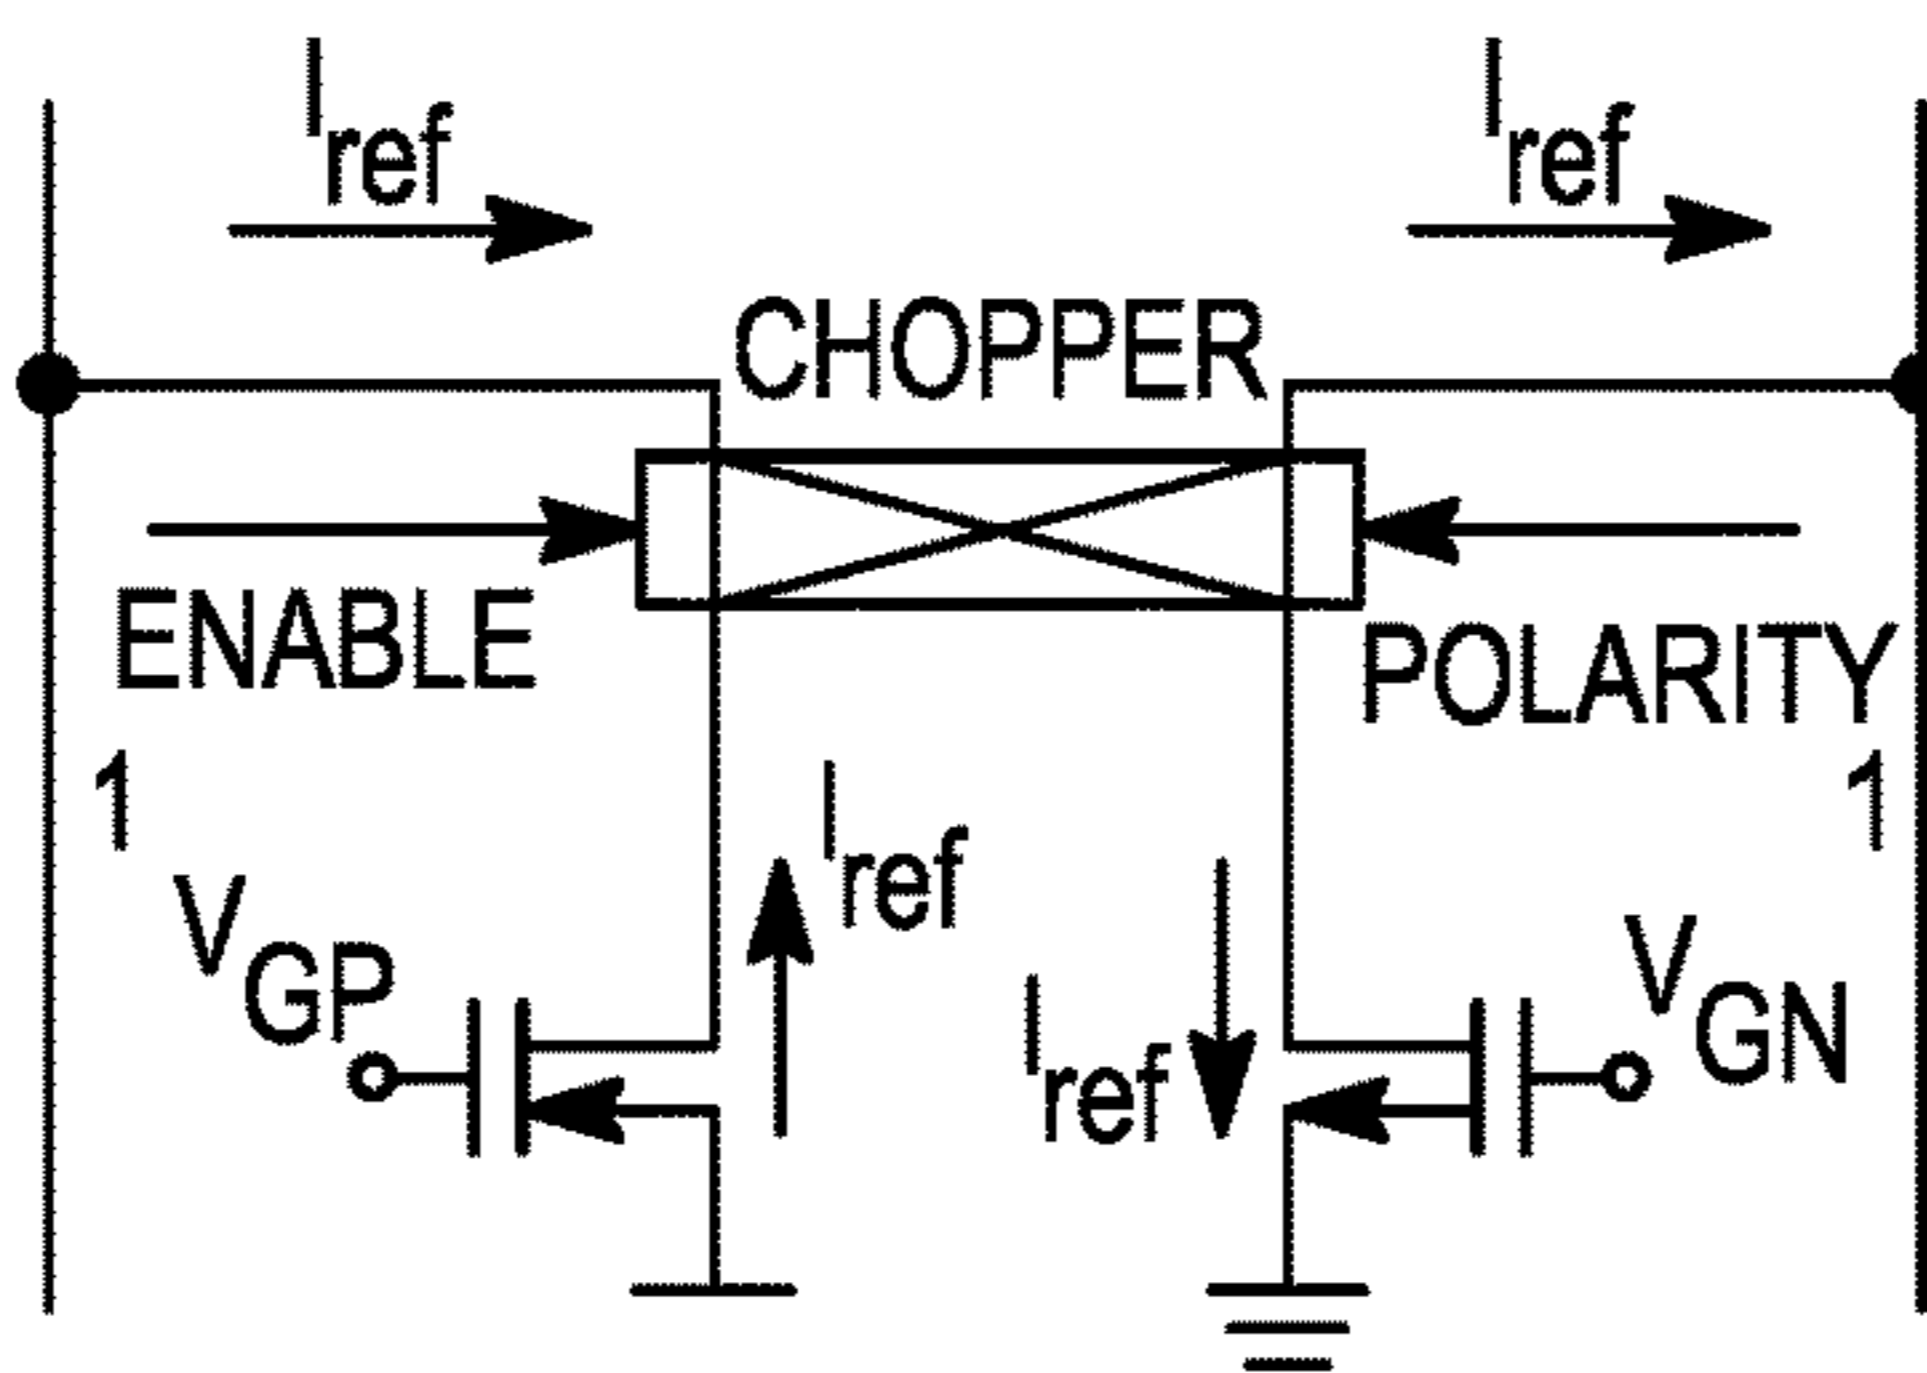 Iref
Iref
CHOPPER
ENABLE
POLARITY
1
1
Iref
VGP
VGN
Iref